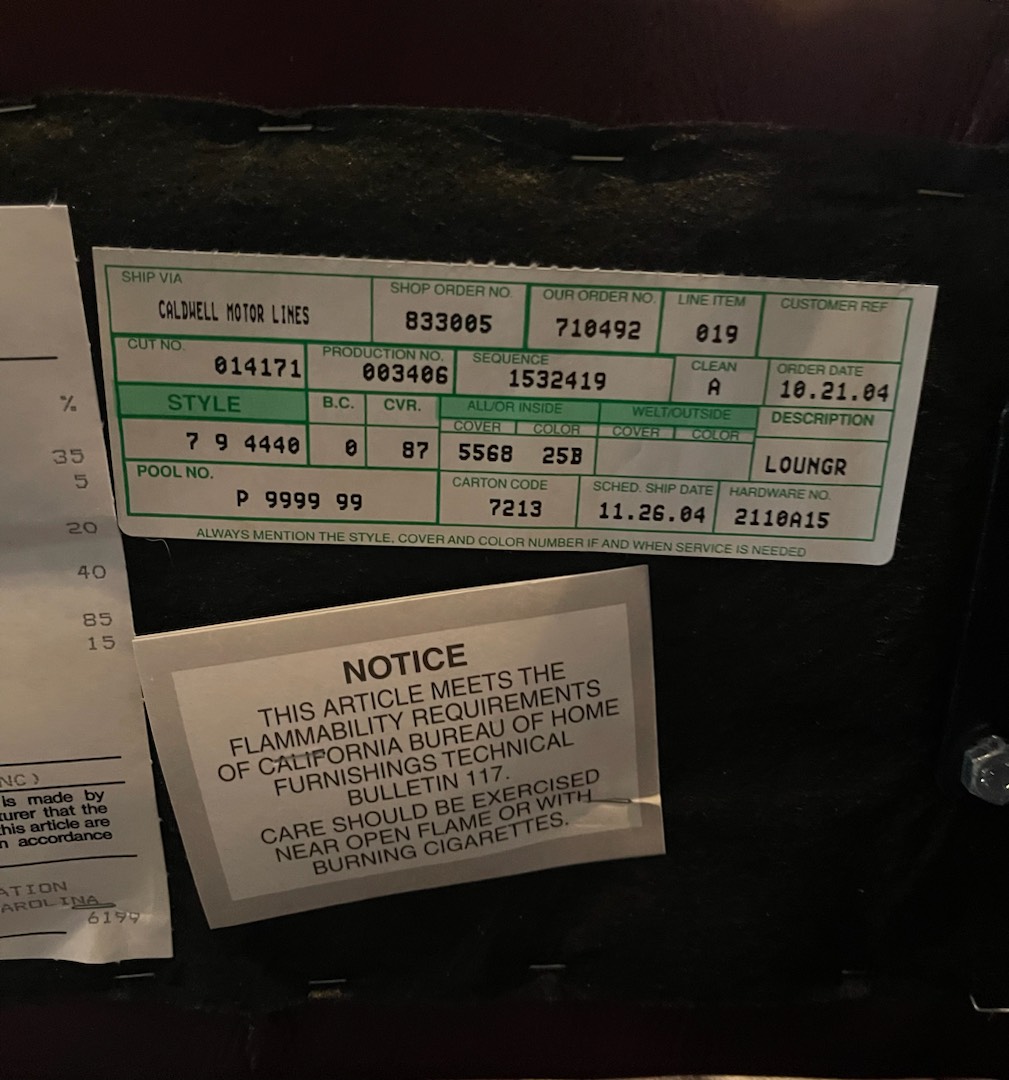 SHIP VIA
CALDWELL MOTOR LINES
SHOP ORDER NO.
833005
OUR ORDER NO.
710492
LINE ITEM
019
CUSTOMER REF
CUT NO.
014171
PRODUCTION NO.
003406
SEQUENCE
1532419
CLEAN
A
ORDER DATE
10.21.04
STYLE
7 9 4440
B.C.
0
CVR.
87
ALL/OR INSIDE
COVER COLOR
5568 25B
WELT/OUTSIDE
COVER COLOR
DESCRIPTION
LOUNGR
POOL NO.
P 9999 99
CARTON CODE
7213
SCHED. SHIP DATE
11.26.04
HARDWARE NO.
2110A15
ALWAYS MENTION THE STYLE, COVER AND COLOR NUMBER IF AND WHEN SERVICE IS NEEDED
%
35
5
20
40
85
15
is made by
that the
this article are
accordance
6199
NOTICE
THIS ARTICLE MEETS THE
FLAMMABILITY REQUIREMENTS
OF CALIFORNIA BUREAU OF HOME
FURNISHINGS TECHNICAL
BULLETIN 117.
CARE SHOULD BE EXERCISED
NEAR OPEN FLAME OR WITH
BURNING CIGARETTES.